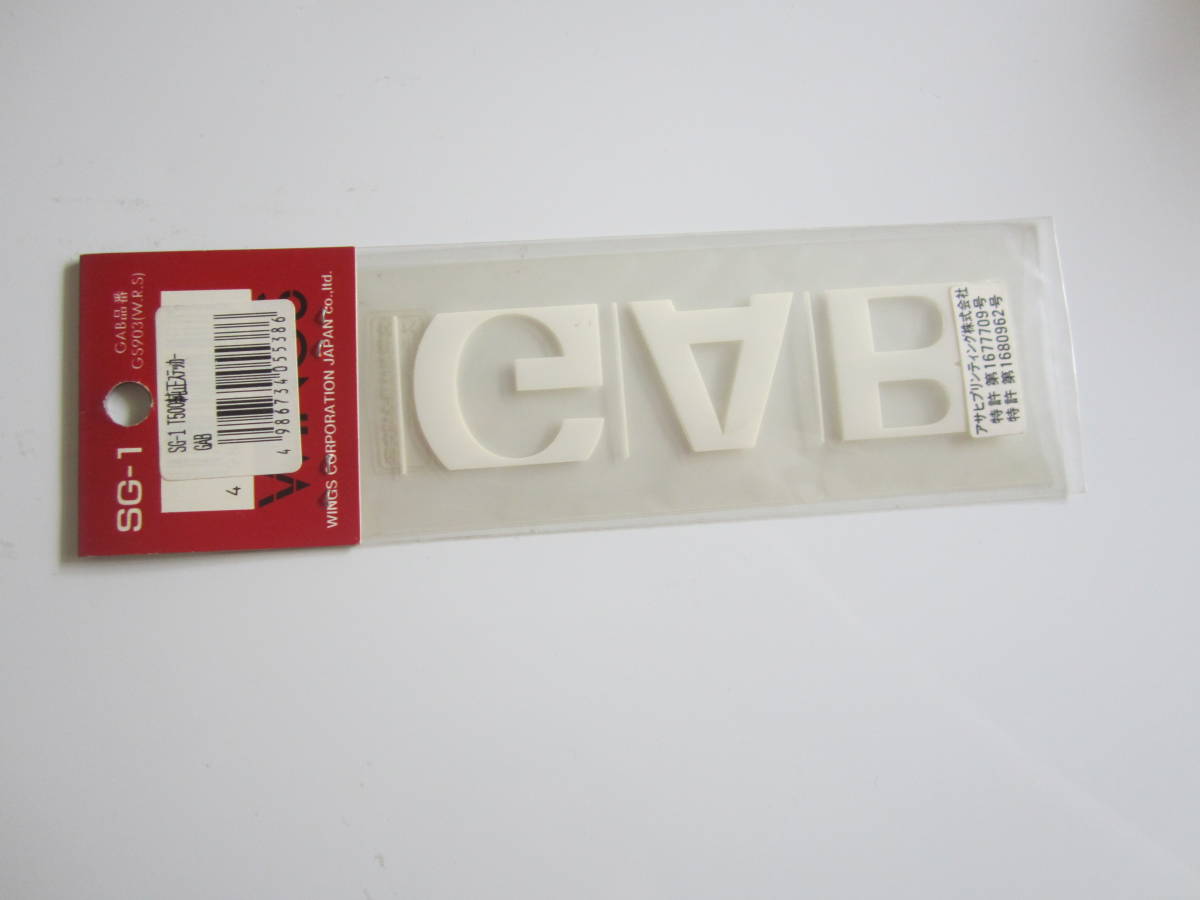 SG-1
GAB品番
GS903(W.R.S)
SG-1 T500純正ステッカー
GAB
4
4 986734 055386
WINGS CORPORATION JAPAN co.,ltd.
GAB
アサヒプリンティング株式会社
特許 第1677709号
特許 第1680962号